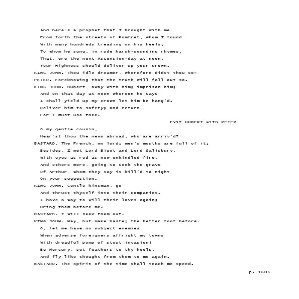 And here's a prophet that I brought with me
From forth the streets of Pomfret, whom I found
With many hundreds treading on his heels;
To whom he sung, in rude harsh-sounding rhymes,
That, ere the next Ascension-day at noon,
Your Highness should deliver up your crown.
KING JOHN. Thou idle dreamer, wherefore didst thou so?
PETER. Foreknowing that the truth will fall out so.
KING JOHN. Hubert, away with him; imprison him;
And on that day at noon whereon he says
I shall yield up my crown let him be hang'd.
Deliver him to safety; and return,
For I must use thee.
Exit HUBERT with PETER
O my gentle cousin,
Hear'st thou the news abroad, who are arriv'd?
BASTARD. The French, my lord; men's mouths are full of it;
Besides, I met Lord Bigot and Lord Salisbury,
With eyes as red as new-enkindled fire,
And others more, going to seek the grave
Of Arthur, whom they say is kill'd to-night
On your suggestion.
KING JOHN. Gentle kinsman, go
And thrust thyself into their companies.
I have a way to win their loves again;
Bring them before me.
BASTARD. I will seek them out.
KING JOHN. Nay, but make haste; the better foot before.
O, let me have no subject enemies
When adverse foreigners affright my towns
With dreadful pomp of stout invasion!
Be Mercury, set feathers to thy heels,
And fly like thought from them to me again.
BASTARD. The spirit of the time shall teach me speed.